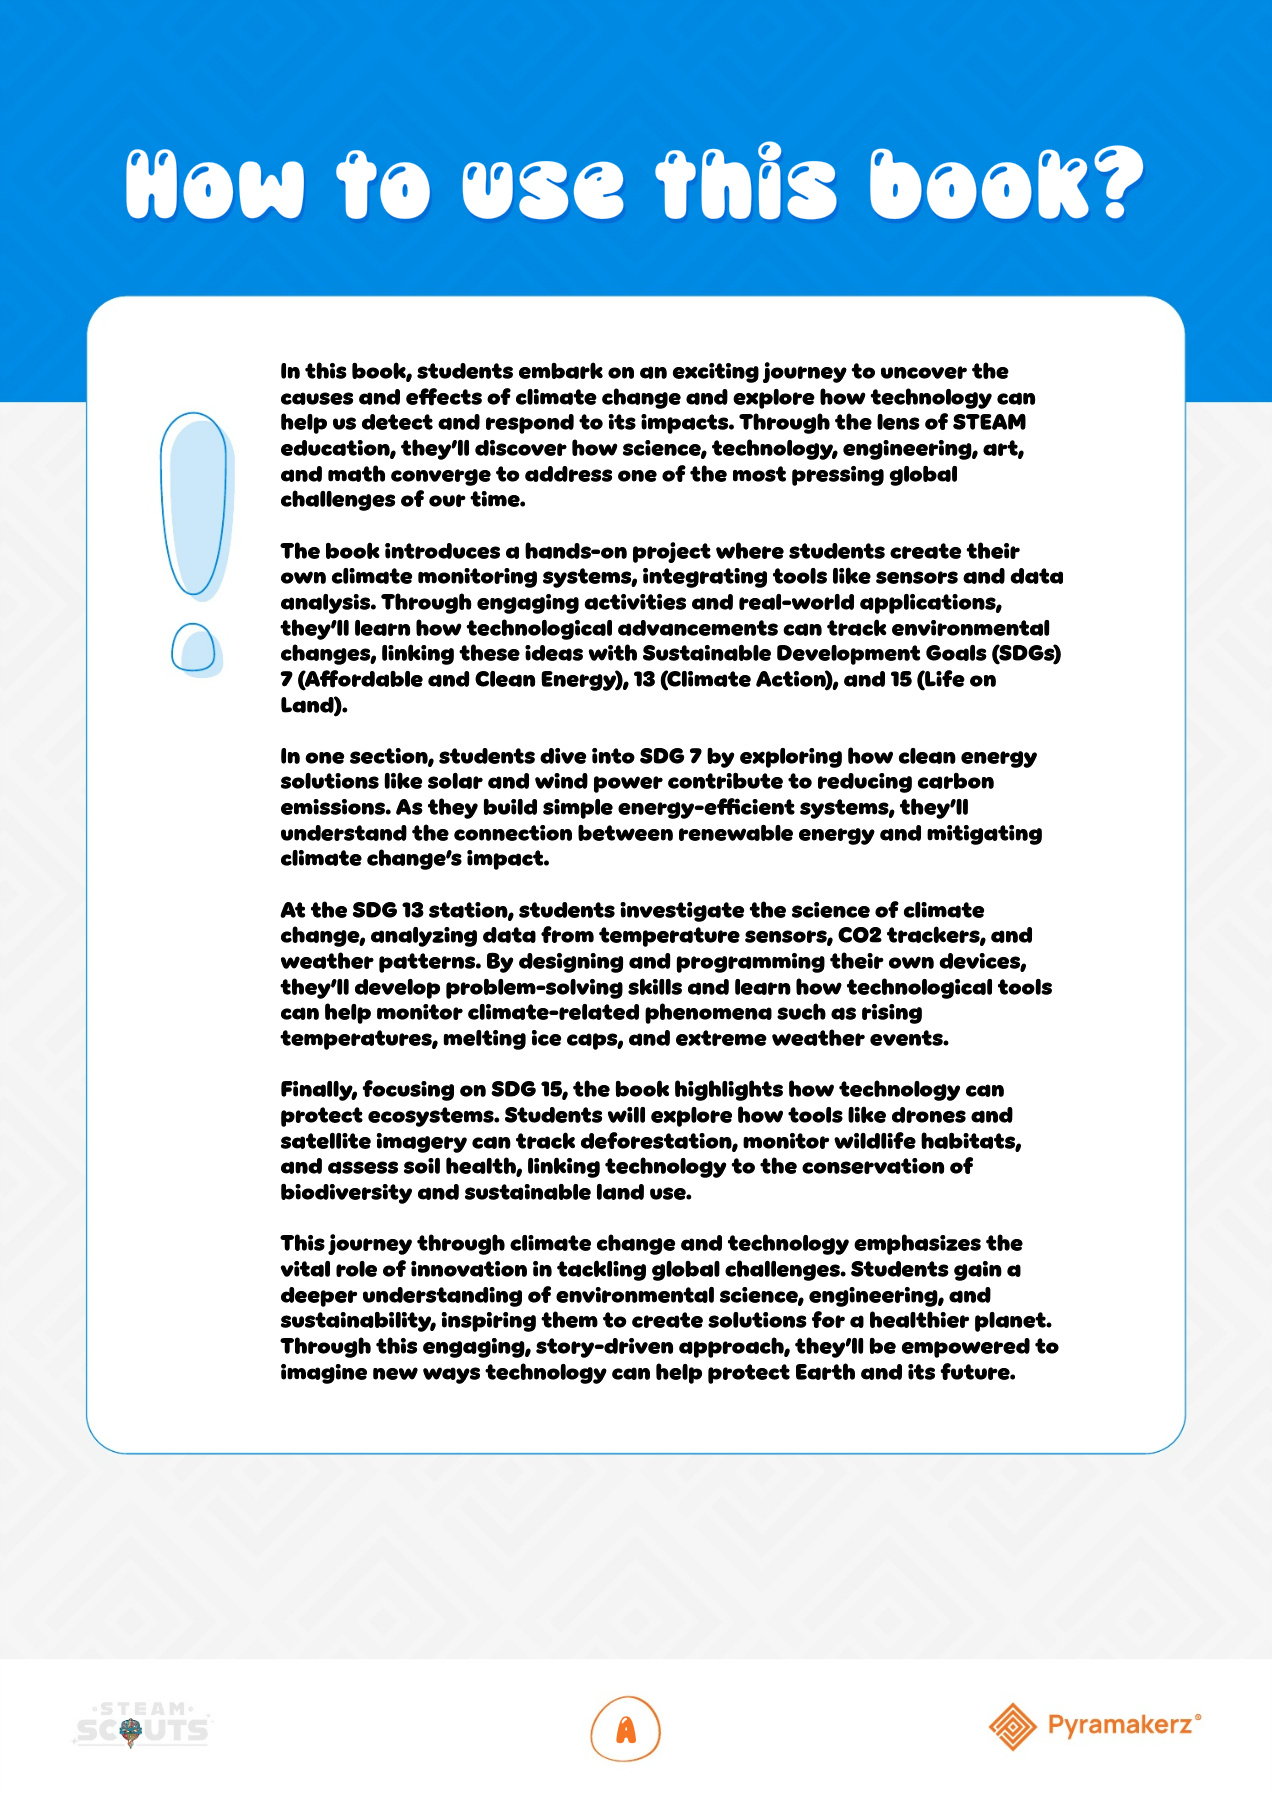 How to use this book?
In this book, students embark on an exciting journey to uncover the
causes and effects of climate change and explore how technology can
help us detect and respond to its impacts. Through the lens of STEAM
education, they'll discover how science, technology, engineering, art,
and math converge to address one of the most pressing global
challenges of our time.
The book introduces a hands-on project where students create their
own climate monitoring systems, integrating tools like sensors and data
analysis. Through engaging activities and real-world applications,
they'll learn how technological advancements can track environmental
changes, linking these ideas with Sustainable Development Goals (SDGs)
7 (Affordable and Clean Energy), 13 (Climate Action), and 15 (Life on
Land).
In one section, students dive into SDG 7 by exploring how clean energy
solutions like solar and wind power contribute to reducing carbon
emissions. As they build simple energy-efficient systems, they'll
understand the connection between renewable energy and mitigating
climate change's impact.
At the SDG 13 station, students investigate the science of climate
change, analyzing data from temperature sensors, CO2 trackers, and
weather patterns. By designing and programming their own devices,
they'll develop problem-solving skills and learn how technological tools
can help monitor climate-related phenomena such as rising
temperatures, melting ice caps, and extreme weather events.
Finally, focusing on SDG 15, the book highlights how technology can
protect ecosystems. Students will explore how tools like drones and
satellite imagery can track deforestation, monitor wildlife habitats,
and assess soil health, linking technology to the conservation of
biodiversity and sustainable land use.
This journey through climate change and technology emphasizes the
vital role of innovation in tackling global challenges. Students gain a
deeper understanding of environmental science, engineering, and
sustainability, inspiring them to create solutions for a healthier planet.
Through this engaging, story-driven approach, they'll be empowered to
imagine new ways technology can help protect Earth and its future.
STEAM
SCOUTS
A
Pyramakerz®